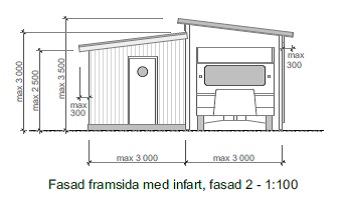 max 3 000
max 2 500
max 3 500
max
300
max
300
max 3 000
max 3 000
Fasad framsida med infart, fasad 2 - 1:100